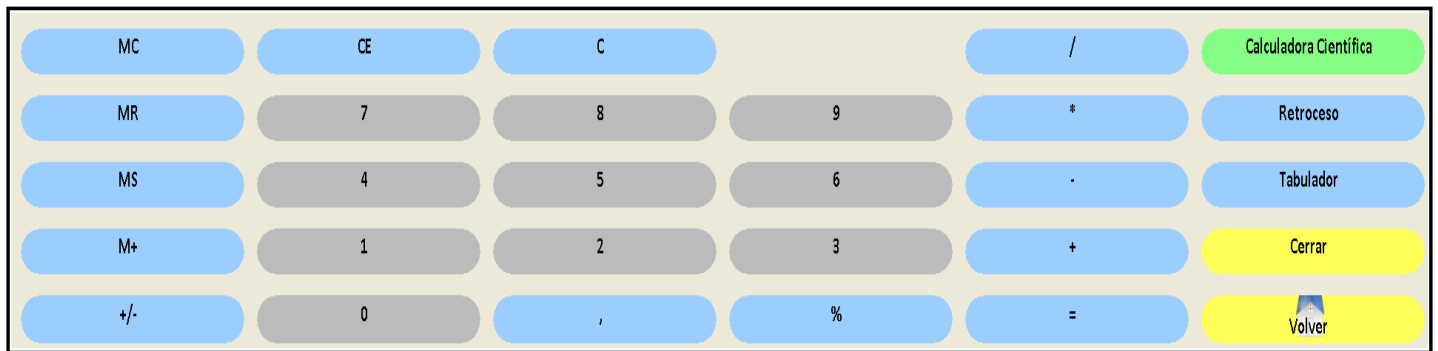 MC CE C / Calculadora Científica
MR 7 8 9 * Retroceso
MS 4 5 6 - Tabulador
M+ 1 2 3 + Cerrar
+/- 0 , % = Volver